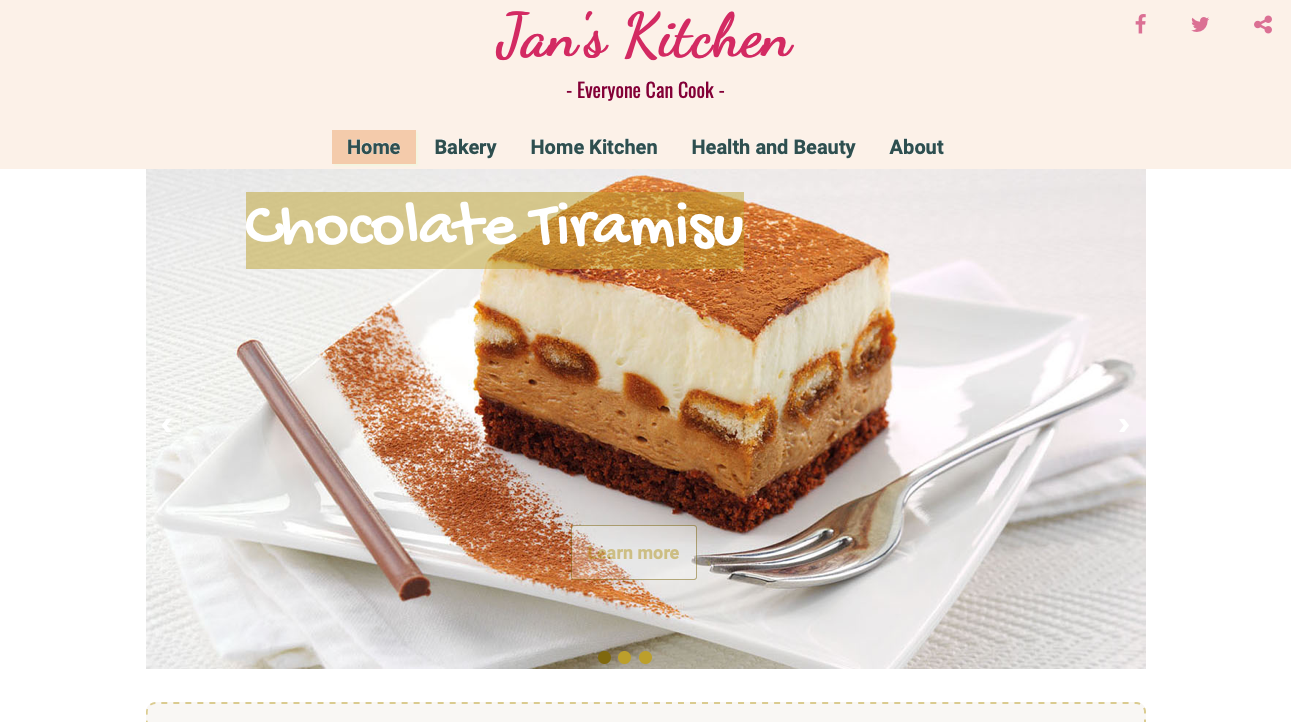 Jan's Kitchen
- Everyone Can Cook -
Home Bakery Home Kitchen Health and Beauty About
Chocolate Tiramisu
Learn more